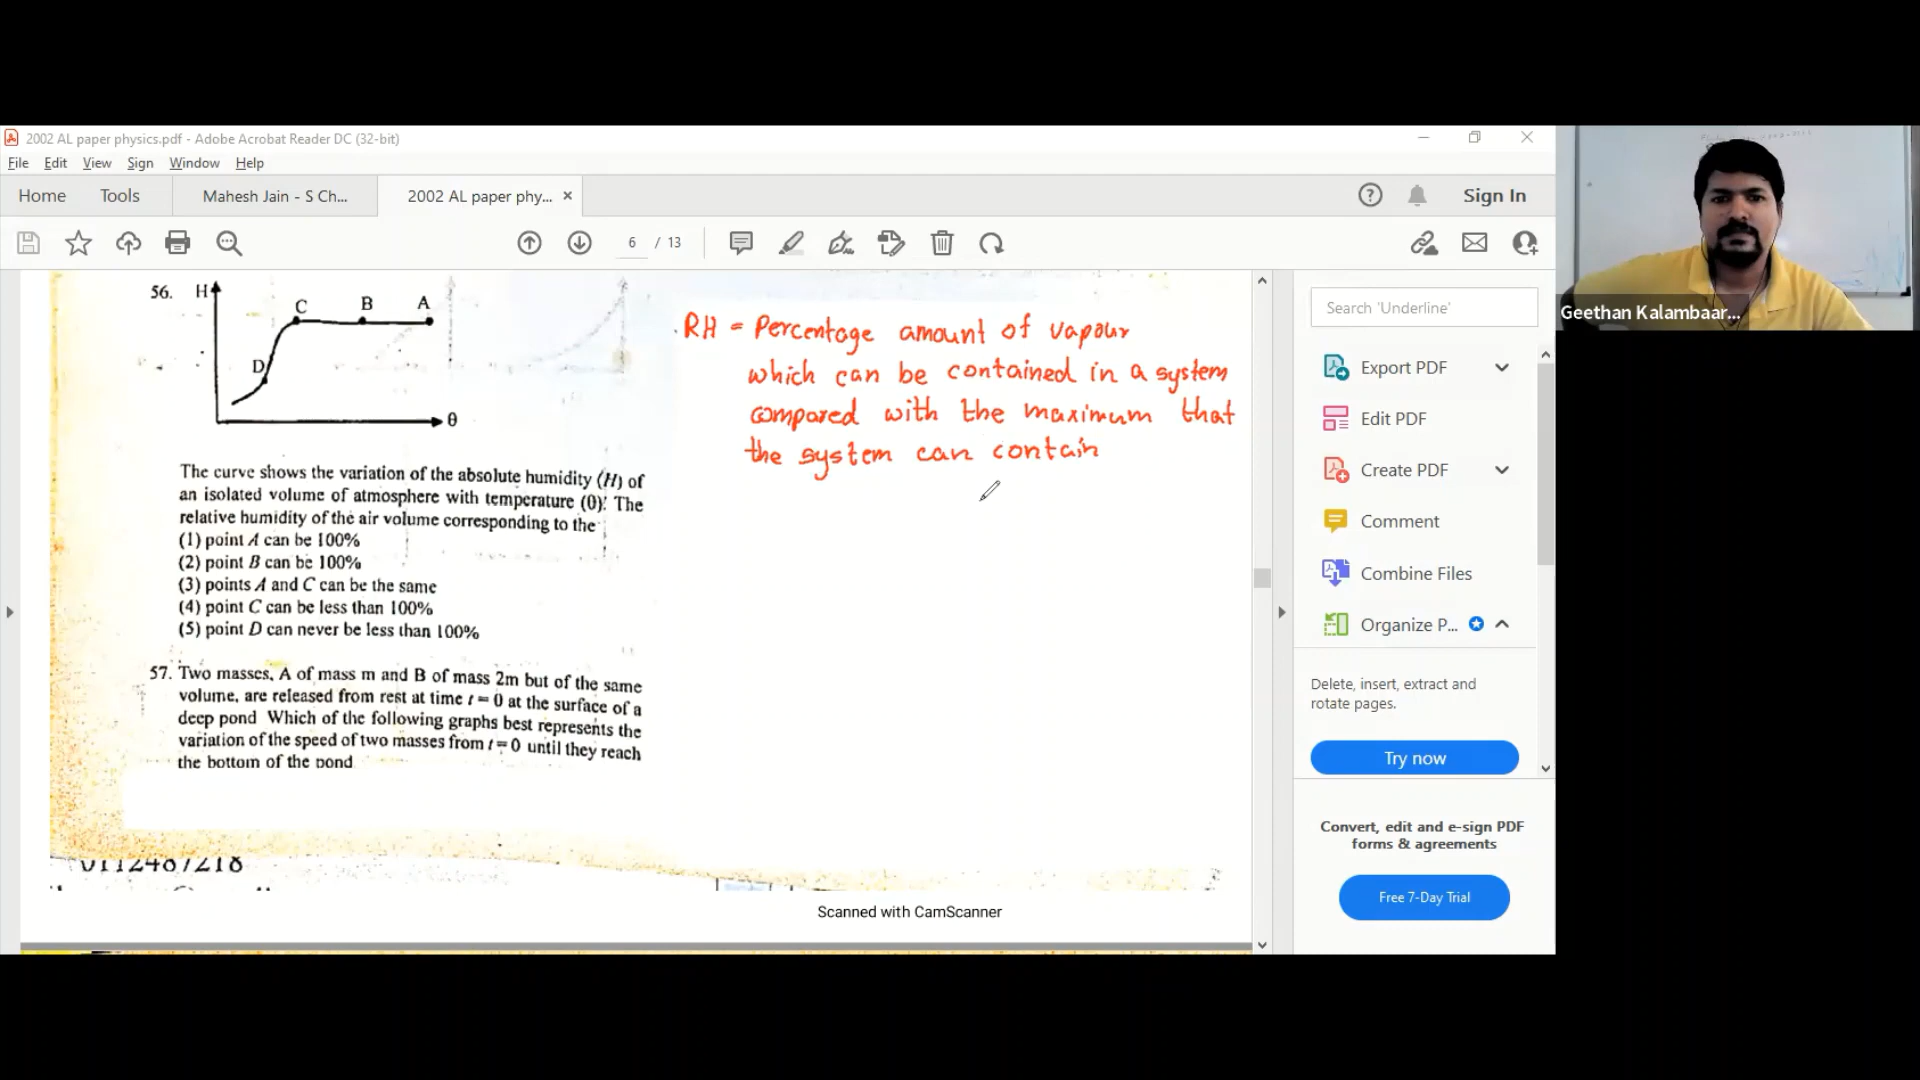 2002 AL paper physics.pdf - Adobe Acrobat Reader DC (32-bit)
File Edit View Sign Window Help
Home Tools Mahesh Jain - S Ch... 2002 AL paper phy... × Sign In
6 / 13
56. H
C B A
D
θ
The curve shows the variation of the absolute humidity (H) of
an isolated volume of atmosphere with temperature (θ). The
relative humidity of the air volume corresponding to the
(1) point A can be 100%
(2) point B can be 100%
(3) points A and C can be the same
(4) point C can be less than 100%
(5) point D can never be less than 100%
57. Two masses, A of mass m and B of mass 2m but of the same
volume, are released from rest at time t = 0 at the surface of a
deep pond Which of the following graphs best represents the
variation of the speed of two masses from t = 0 until they reach
the bottom of the pond
0112487218
RH = Percentage amount of vapour
which can be contained in a system
compared with the maximum that
the system can contain
Scanned with CamScanner
Search 'Underline'
Export PDF
Edit PDF
Create PDF
Comment
Combine Files
Organize P...
Delete, insert, extract and
rotate pages.
Try now
Convert, edit and e-sign PDF
forms & agreements
Free 7-Day Trial
Geethan Kalambaar...